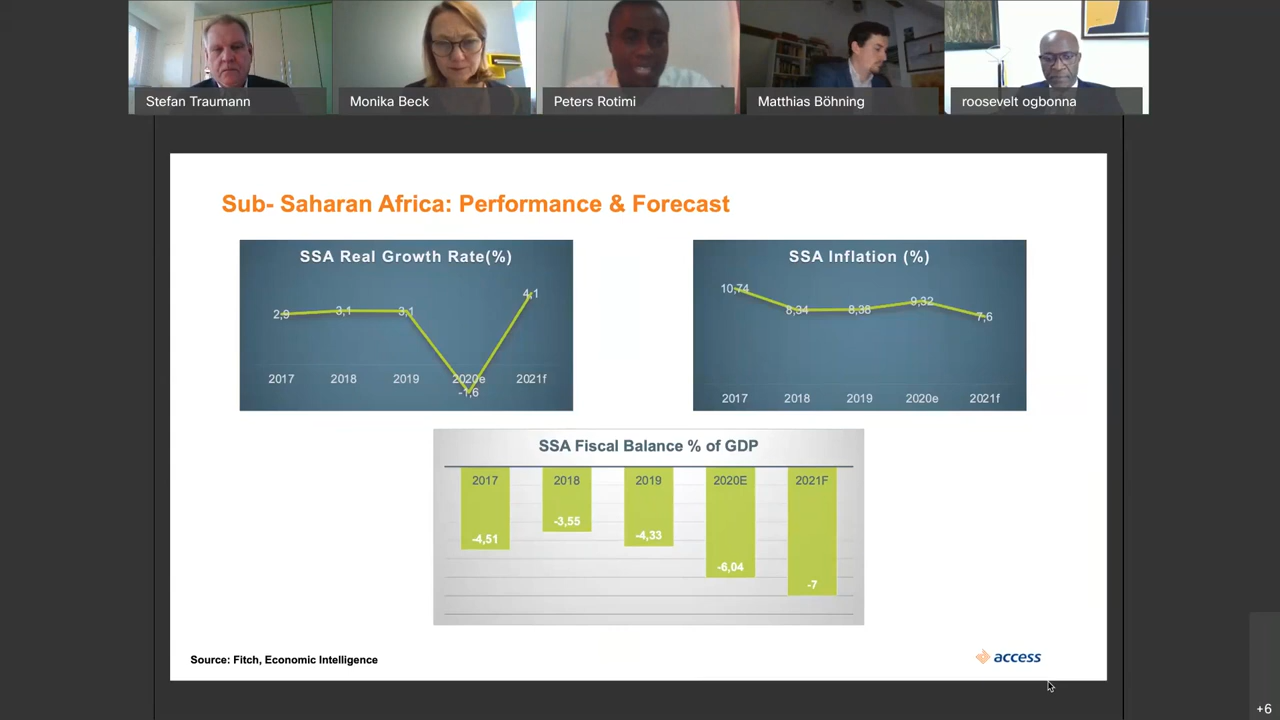 Stefan Traumann
Monika Beck
Peters Rotimi
Matthias Böhning
roosevelt ogbonna
Sub- Saharan Africa: Performance & Forecast
SSA Real Growth Rate(%)
2,9
3,1
3,1
-1,6
4,1
2017
2018
2019
2020e
2021f
SSA Inflation (%)
10,74
8,34
8,38
9,32
7,6
2017
2018
2019
2020e
2021f
SSA Fiscal Balance % of GDP
2017
2018
2019
2020E
2021F
-4,51
-3,55
-4,33
-6,04
-7
Source: Fitch, Economic Intelligence
access
+6